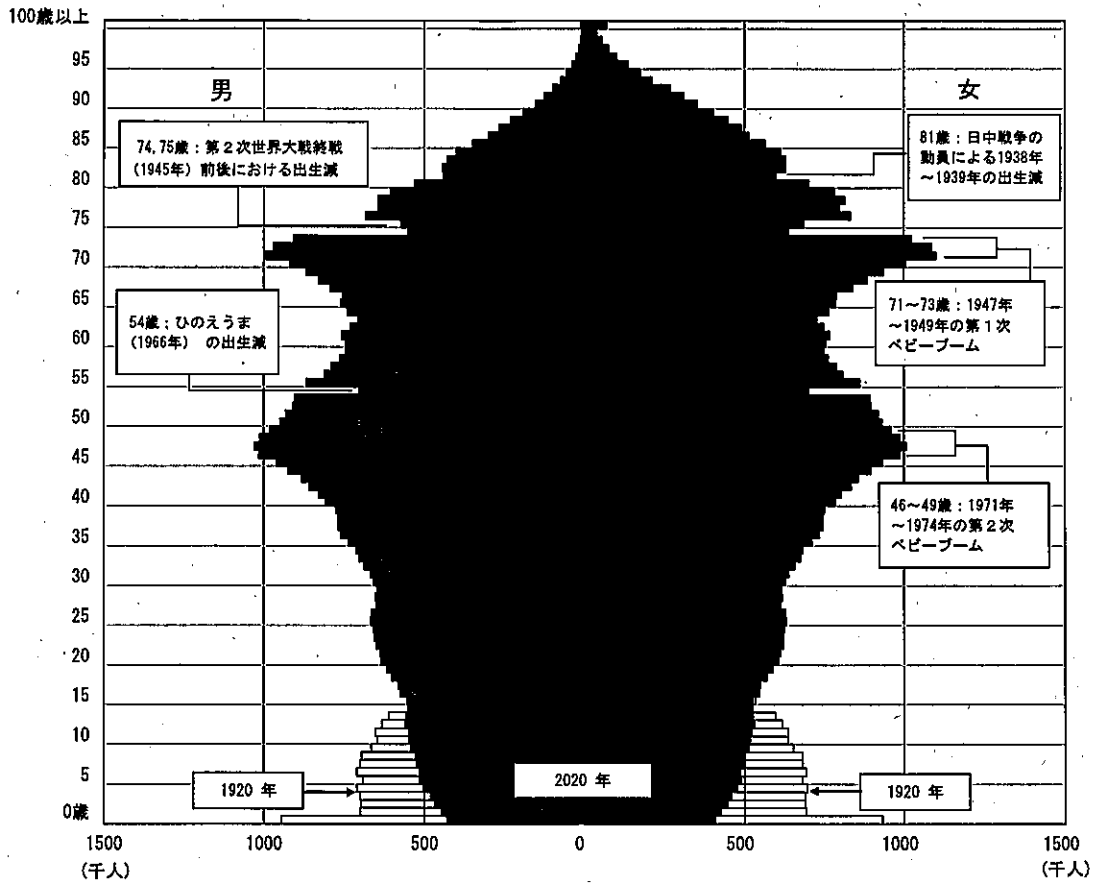 100歳以上
95
90
85
80
75
70
65
60
55
50
45
40
35
30
25
20
15
10
5
0歳
男
女
74,75歳：第２次世界大戦終戦
(1945年) 前後における出生減
81歳：日中戦争の
動員による1938年
～1939年の出生減
71～73歳：1947年
～1949年の第１次
ベビーブーム
54歳；ひのえうま
(1966年) の出生減
46～49歳：1971年
～1974年の第２次
ベビーブーム
1920 年
2020 年
1920 年
1500
1000
500
0
500
1000
1500
(千人)
(千人)